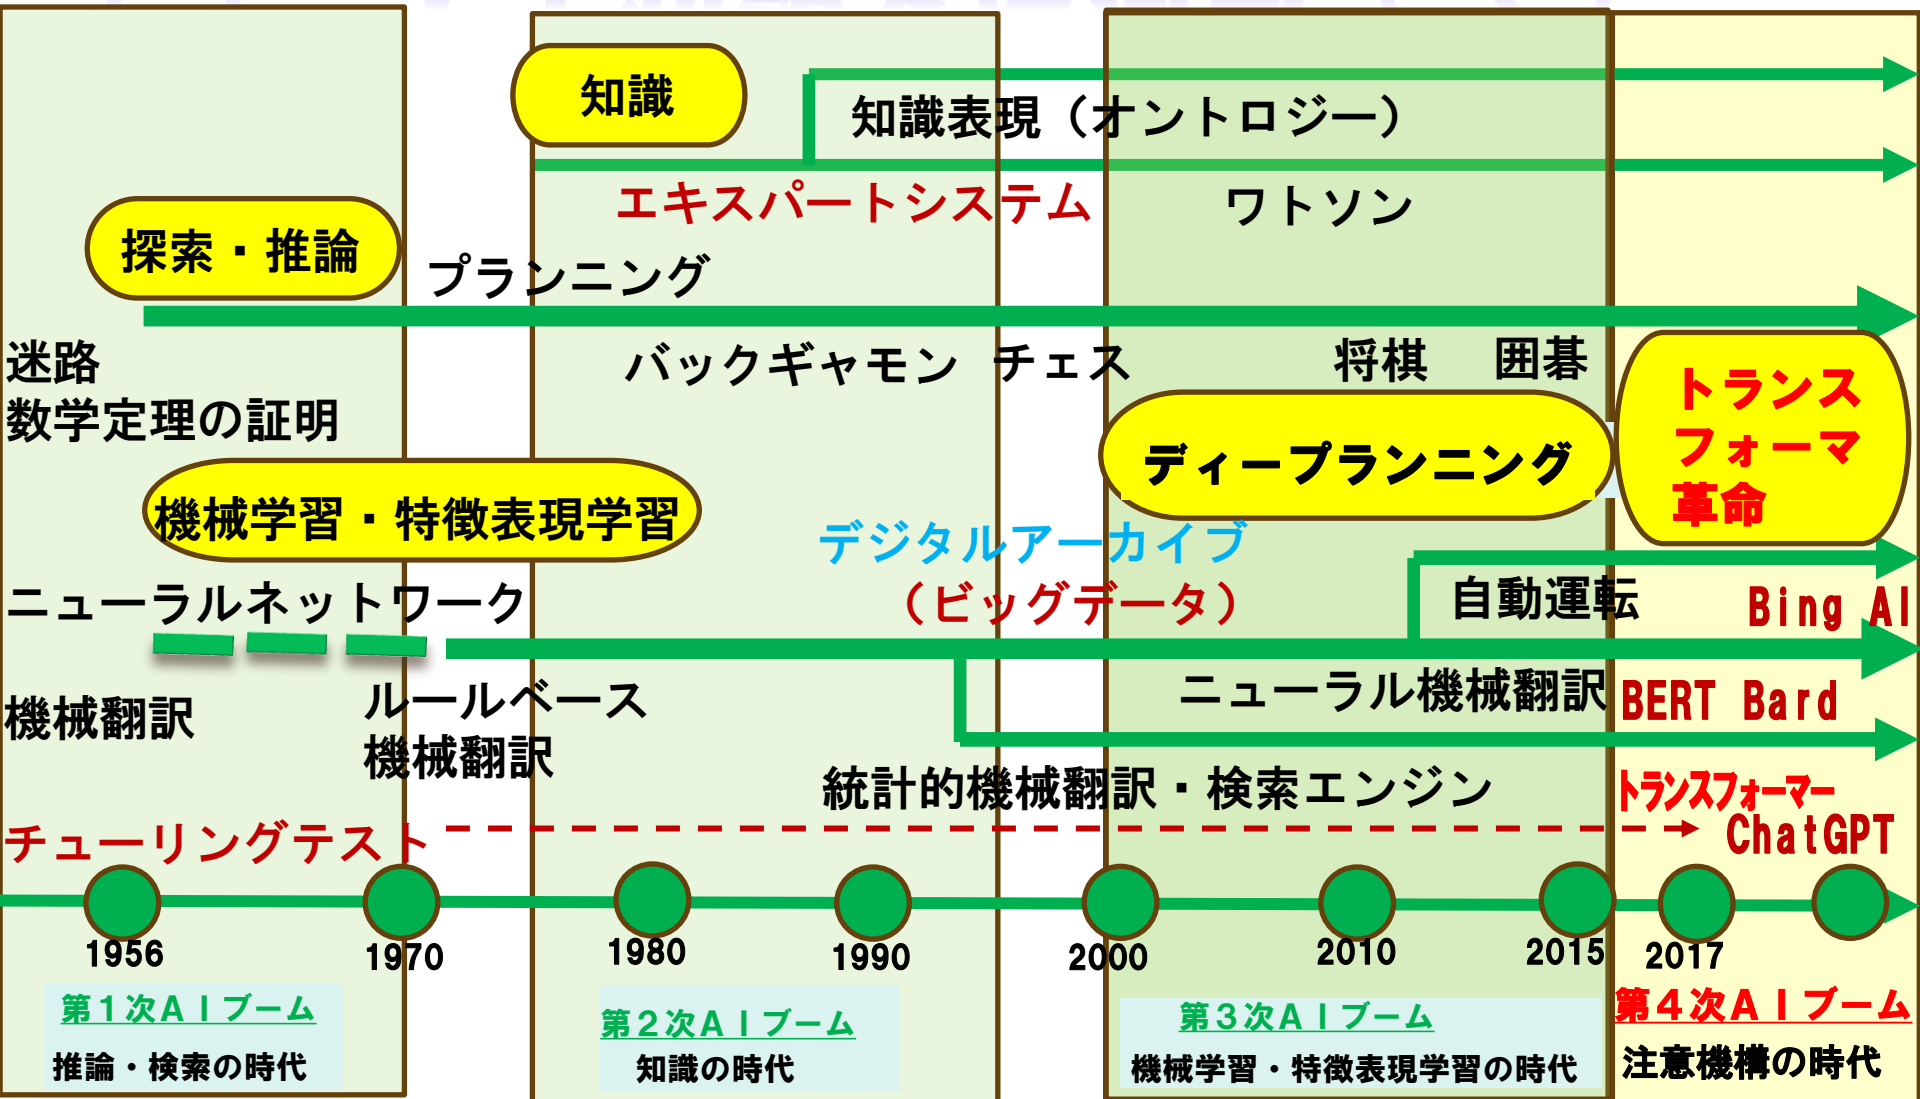 知識
知識表現（オントロジー）
エキスパートシステム
ワトソン
探索・推論
プランニング
迷路
数学定理の証明
バックギャモン チェス
将棋 囲碁
トランス
フォーマ
革命
ディープランニング
機械学習・特徴表現学習
デジタルアーカイブ
（ビッグデータ）
ニューラルネットワーク
自動運転
Bing AI
機械翻訳
ルールベース
機械翻訳
ニューラル機械翻訳
BERT Bard
統計的機械翻訳・検索エンジン
トランスフォーマー
ChatGPT
チューリングテスト
1956
1970
1980
1990
2000
2010
2015
2017
第１次ＡＩブーム
推論・検索の時代
第２次ＡＩブーム
知識の時代
第３次ＡＩブーム
機械学習・特徴表現学習の時代
第４次ＡＩブーム
注意機構の時代